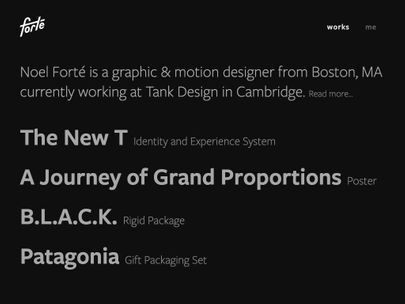 forté
works me
Noel Forté is a graphic & motion designer from Boston, MA
currently working at Tank Design in Cambridge. Read more...
The New T Identity and Experience System
A Journey of Grand Proportions Poster
B.L.A.C.K. Rigid Package
Patagonia Gift Packaging Set